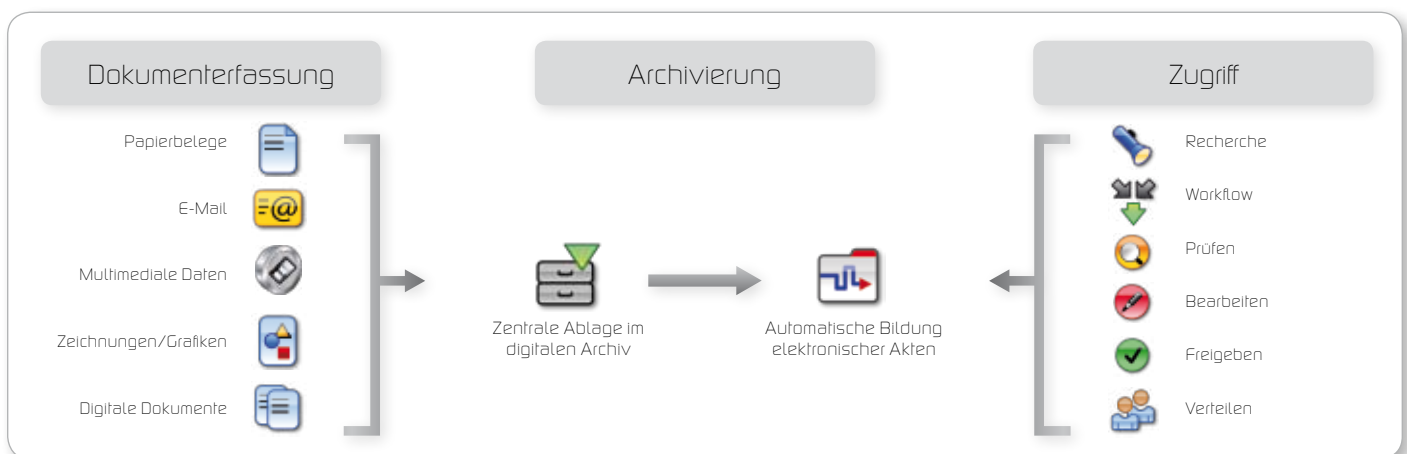 Dokumenterfassung
Papierbelege
E-Mail
Multimediale Daten
Zeichnungen/Grafiken
Digitale Dokumente
Archivierung
Zentrale Ablage im
digitalen Archiv
Automatische Bildung
elektronischer Akten
Zugriff
Recherche
Workflow
Prüfen
Bearbeiten
Freigeben
Verteilen